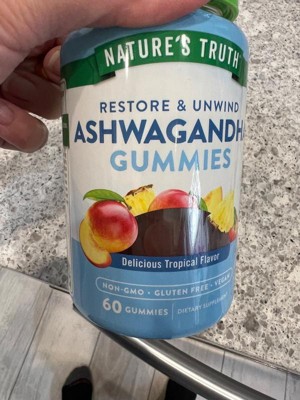 NATURE'S TRUTH
RESTORE & UNWIND
ASHWAGANDH
GUMMIES
Delicious Tropical Flavor
NON-GMO • GLUTEN FREE • VEGAN
60 GUMMIES | DIETARY SUPPLEMENT